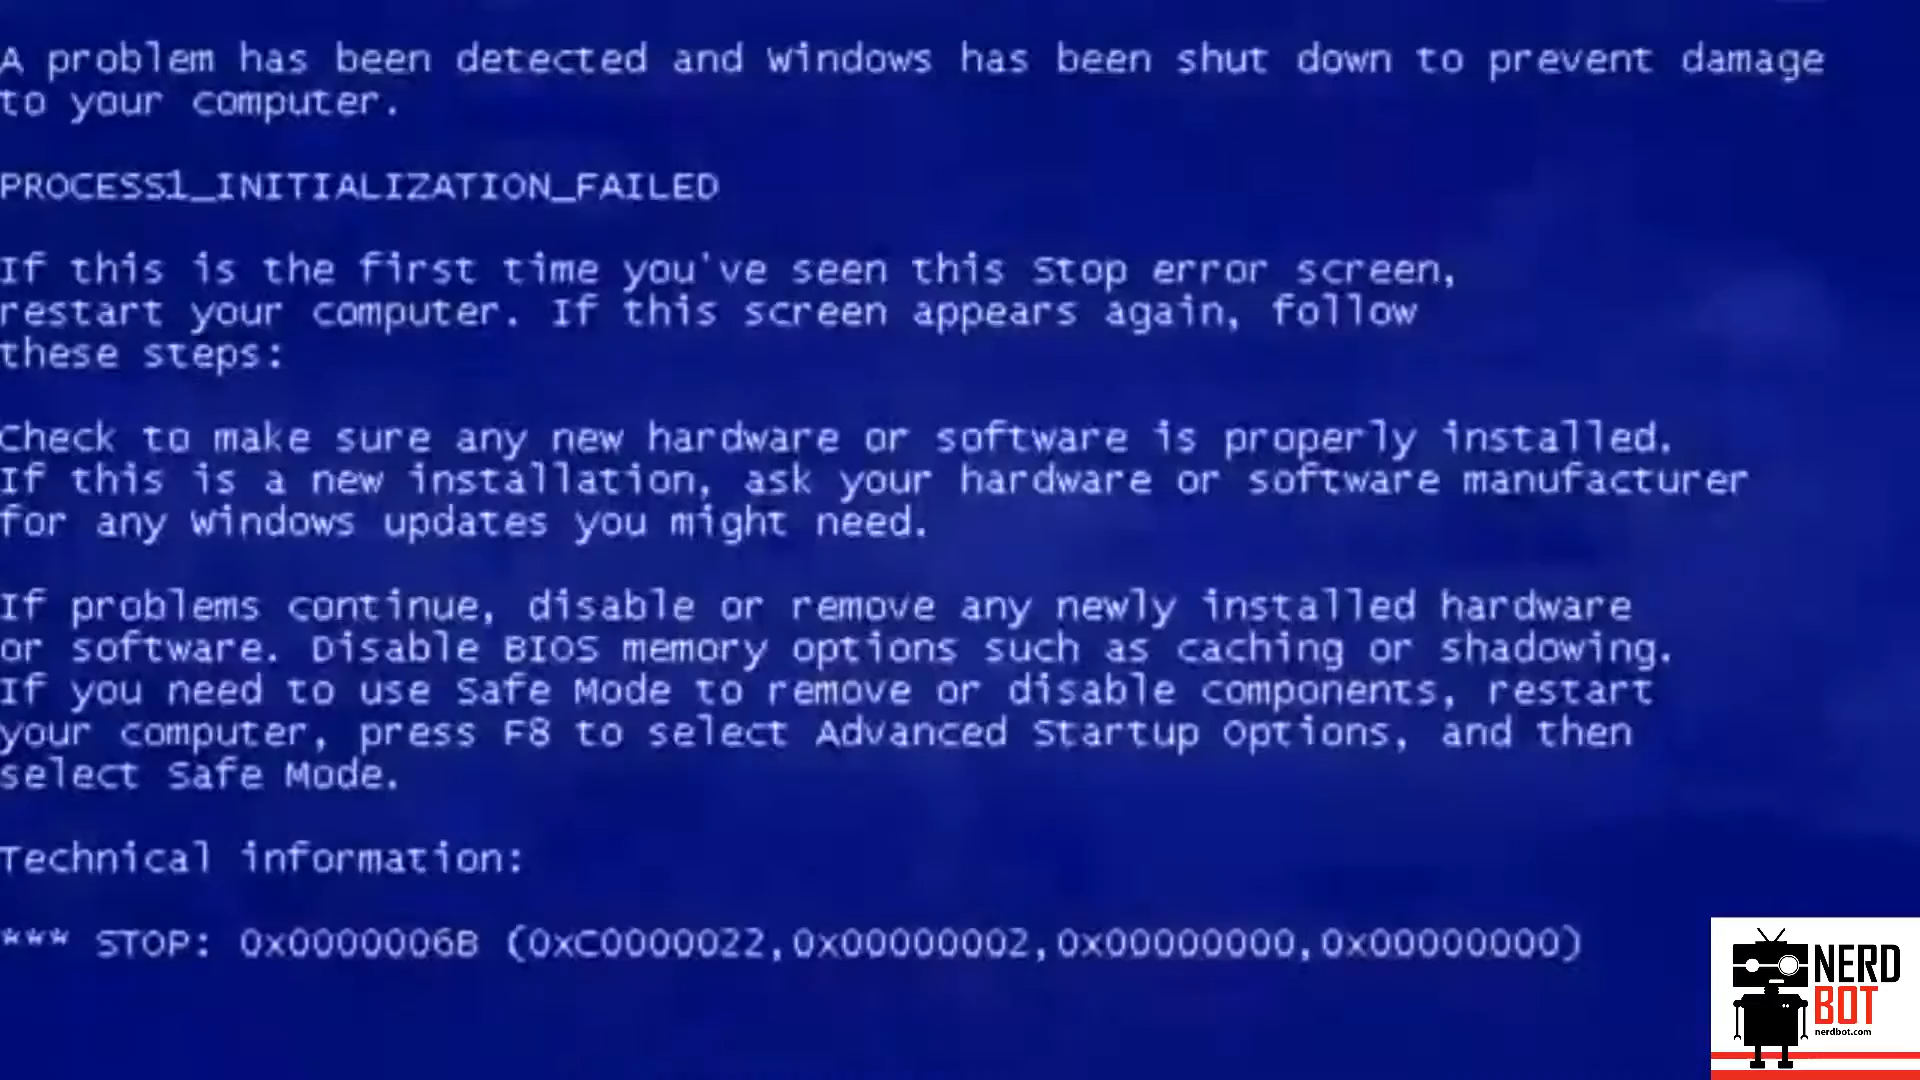 A problem has been detected and Windows has been shut down to prevent damage
to your computer.
PROCESS1_INITIALIZATION_FAILED
If this is the first time you've seen this Stop error screen,
restart your computer. If this screen appears again, follow
these steps:
Check to make sure any new hardware or software is properly installed.
If this is a new installation, ask your hardware or software manufacturer
for any Windows updates you might need.
If problems continue, disable or remove any newly installed hardware
or software. Disable BIOS memory options such as caching or shadowing.
If you need to use Safe Mode to remove or disable components, restart
your computer, press F8 to select Advanced Startup Options, and then
select Safe Mode.
Technical information:
*** STOP: 0x0000006B (0xC0000022,0x00000002,0x00000000,0x00000000)
NERD
BOT
nerdbot.com